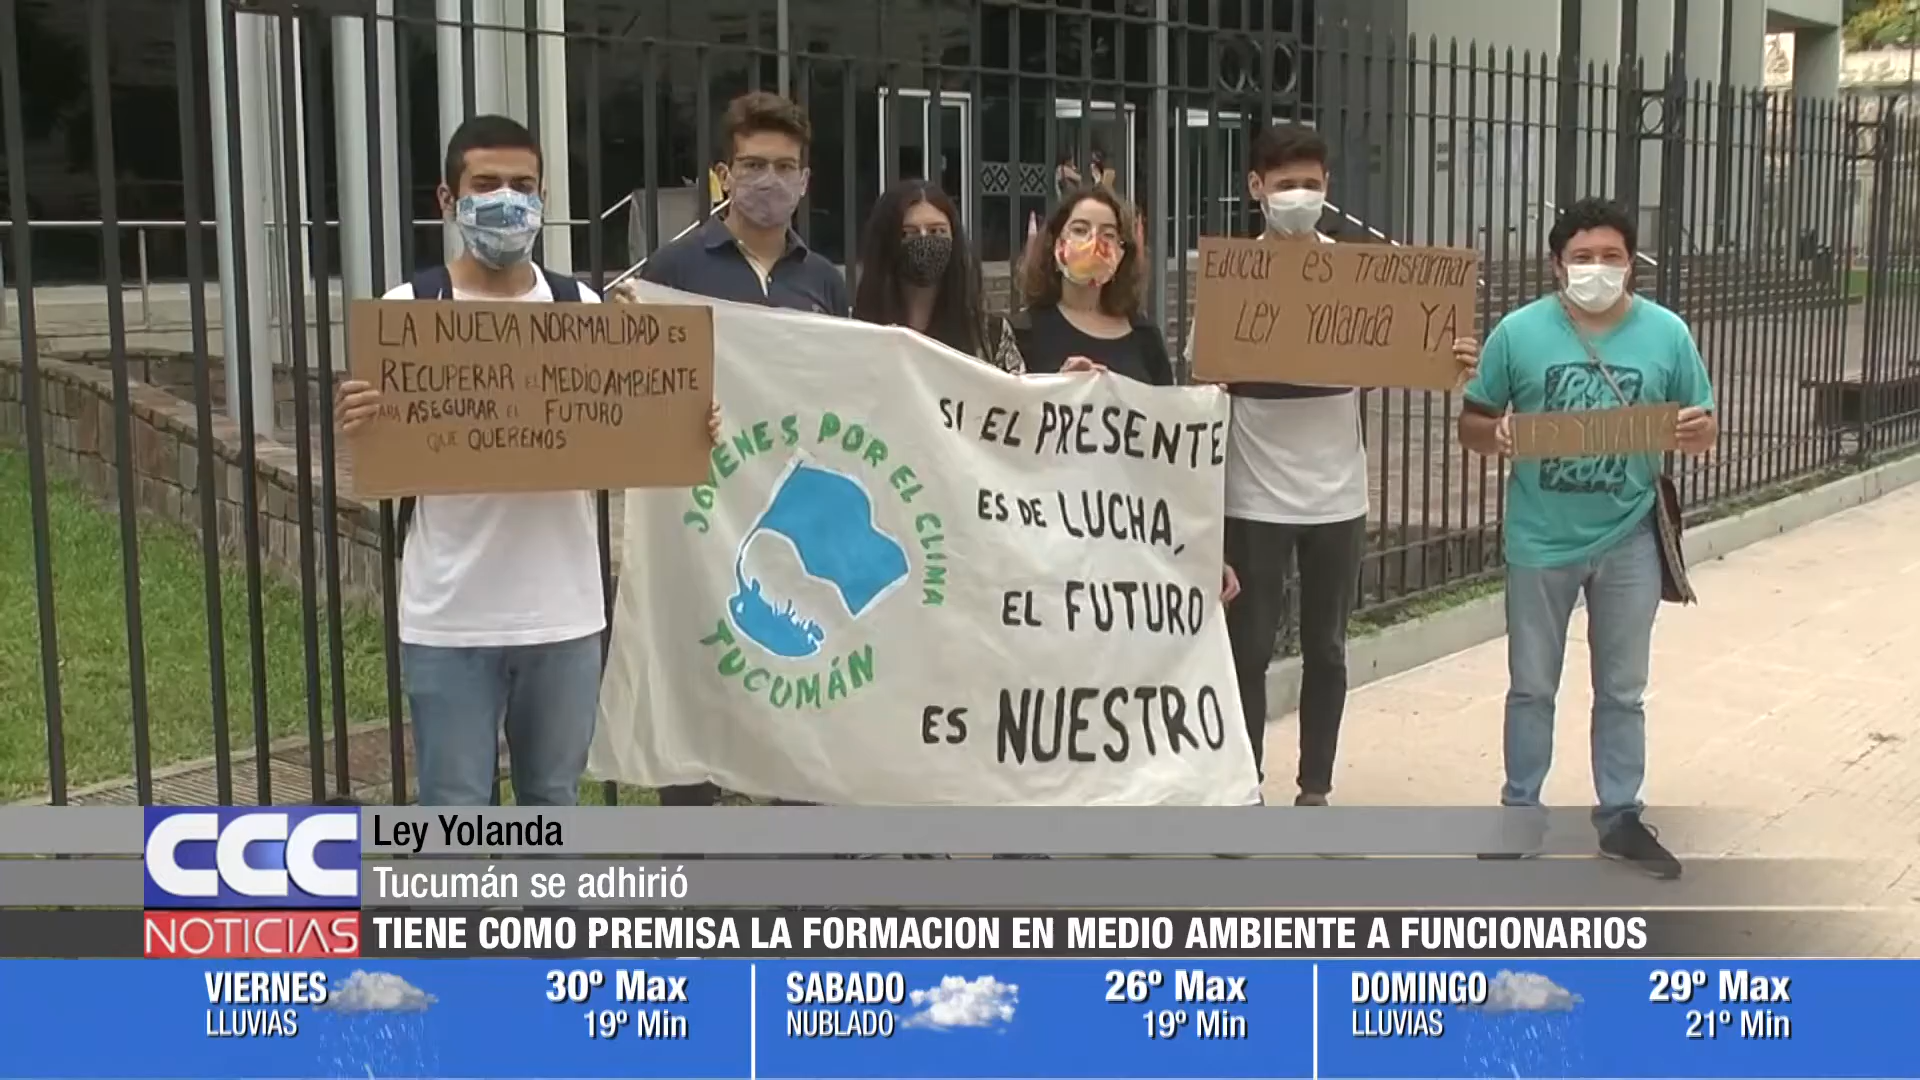 LA NUEVA NORMALIDAD ES
RECUPERAR EL MEDIO AMBIENTE
PARA ASEGURAR EL FUTURO
QUE QUEREMOS
Educar es Transformar
Ley Yolanda YA
LEY YOLANDA
JÓVENES POR EL CLIMA
TUCUMÁN
SI EL PRESENTE
ES DE LUCHA,
EL FUTURO
ES NUESTRO
CCC
NOTICIAS
Ley Yolanda
Tucumán se adhirió
TIENE COMO PREMISA LA FORMACION EN MEDIO AMBIENTE A FUNCIONARIOS
VIERNES 30º Max
LLUVIAS 19º Min
SABADO 26º Max
NUBLADO 19º Min
DOMINGO 29º Max
LLUVIAS 21º Min